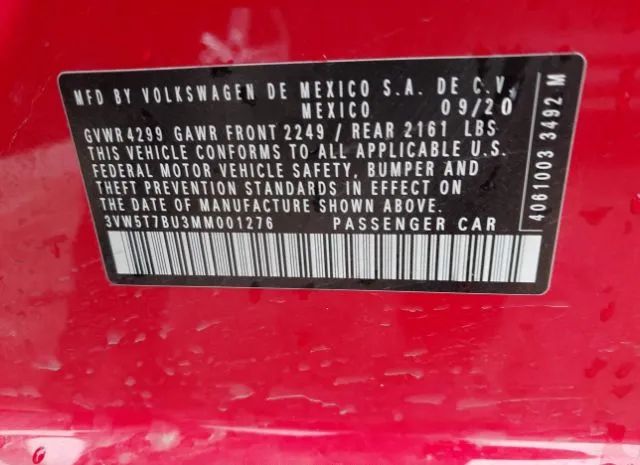 MFD BY VOLKSWAGEN DE MEXICO S.A. DE C.V.
MEXICO 09/20
GVWR 4299 GAWR FRONT 2249 / REAR 2161 LBS
THIS VEHICLE CONFORMS TO ALL APPLICABLE U.S.
FEDERAL MOTOR VEHICLE SAFETY, BUMPER AND
THEFT PREVENTION STANDARDS IN EFFECT ON
THE DATE OF MANUFACTURE SHOWN ABOVE.
3VW5T7BU3MM001276 PASSENGER CAR
4061003 3492 M